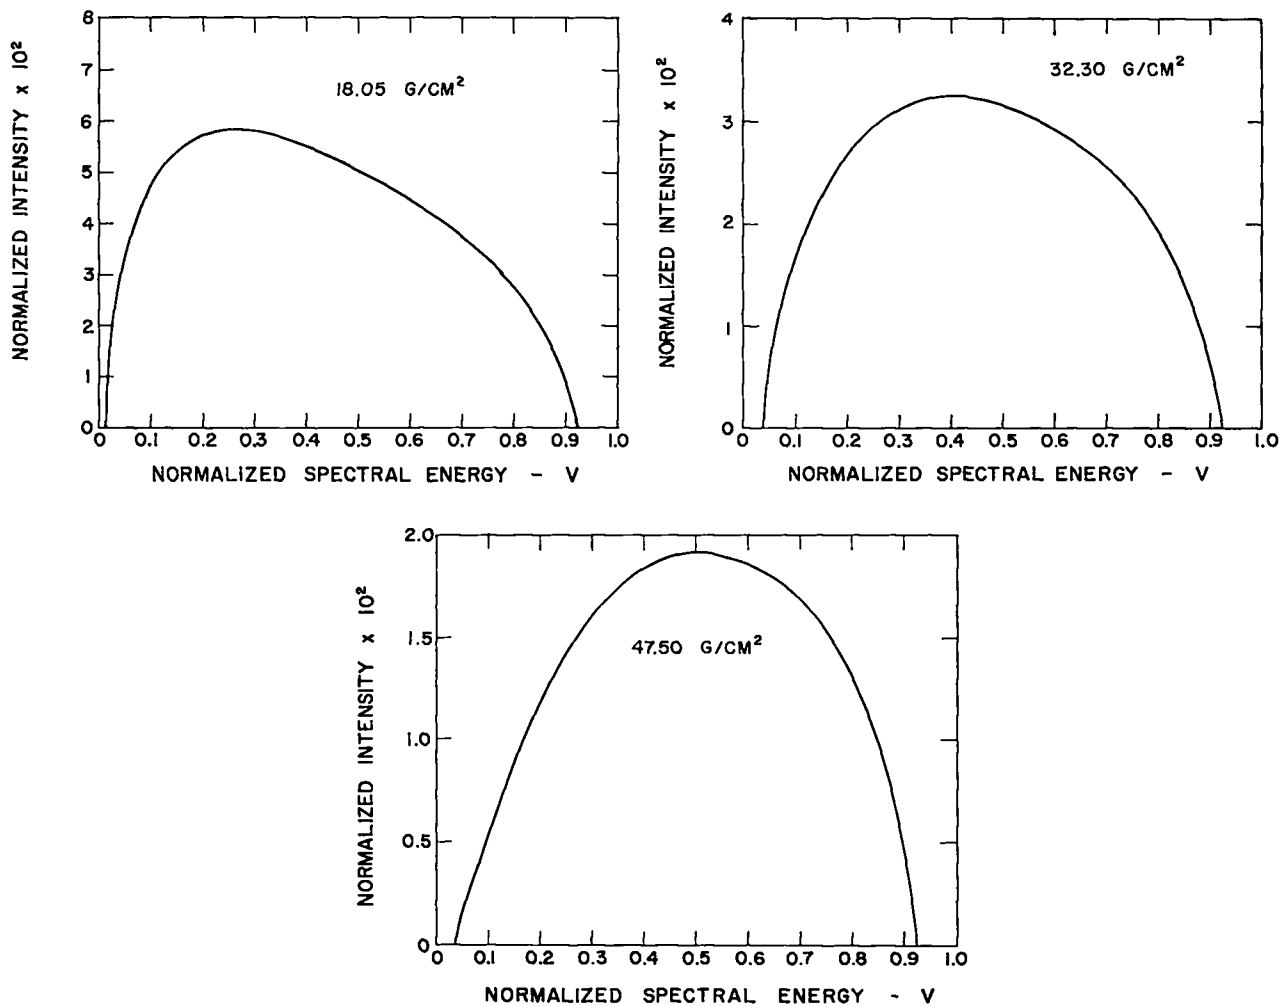 NORMALIZED INTENSITY x 10²
8
7
6
5
4
3
2
1
0
18.05 G/CM²
0 0.1 0.2 0.3 0.4 0.5 0.6 0.7 0.8 0.9 1.0
NORMALIZED SPECTRAL ENERGY - V
NORMALIZED INTENSITY x 10²
4
3
2
1
0
32.30 G/CM²
0 0.1 0.2 0.3 0.4 0.5 0.6 0.7 0.8 0.9 1.0
NORMALIZED SPECTRAL ENERGY - V
NORMALIZED INTENSITY x 10²
2.0
1.5
1.0
0.5
0
47.50 G/CM²
0 0.1 0.2 0.3 0.4 0.5 0.6 0.7 0.8 0.9 1.0
NORMALIZED SPECTRAL ENERGY - V